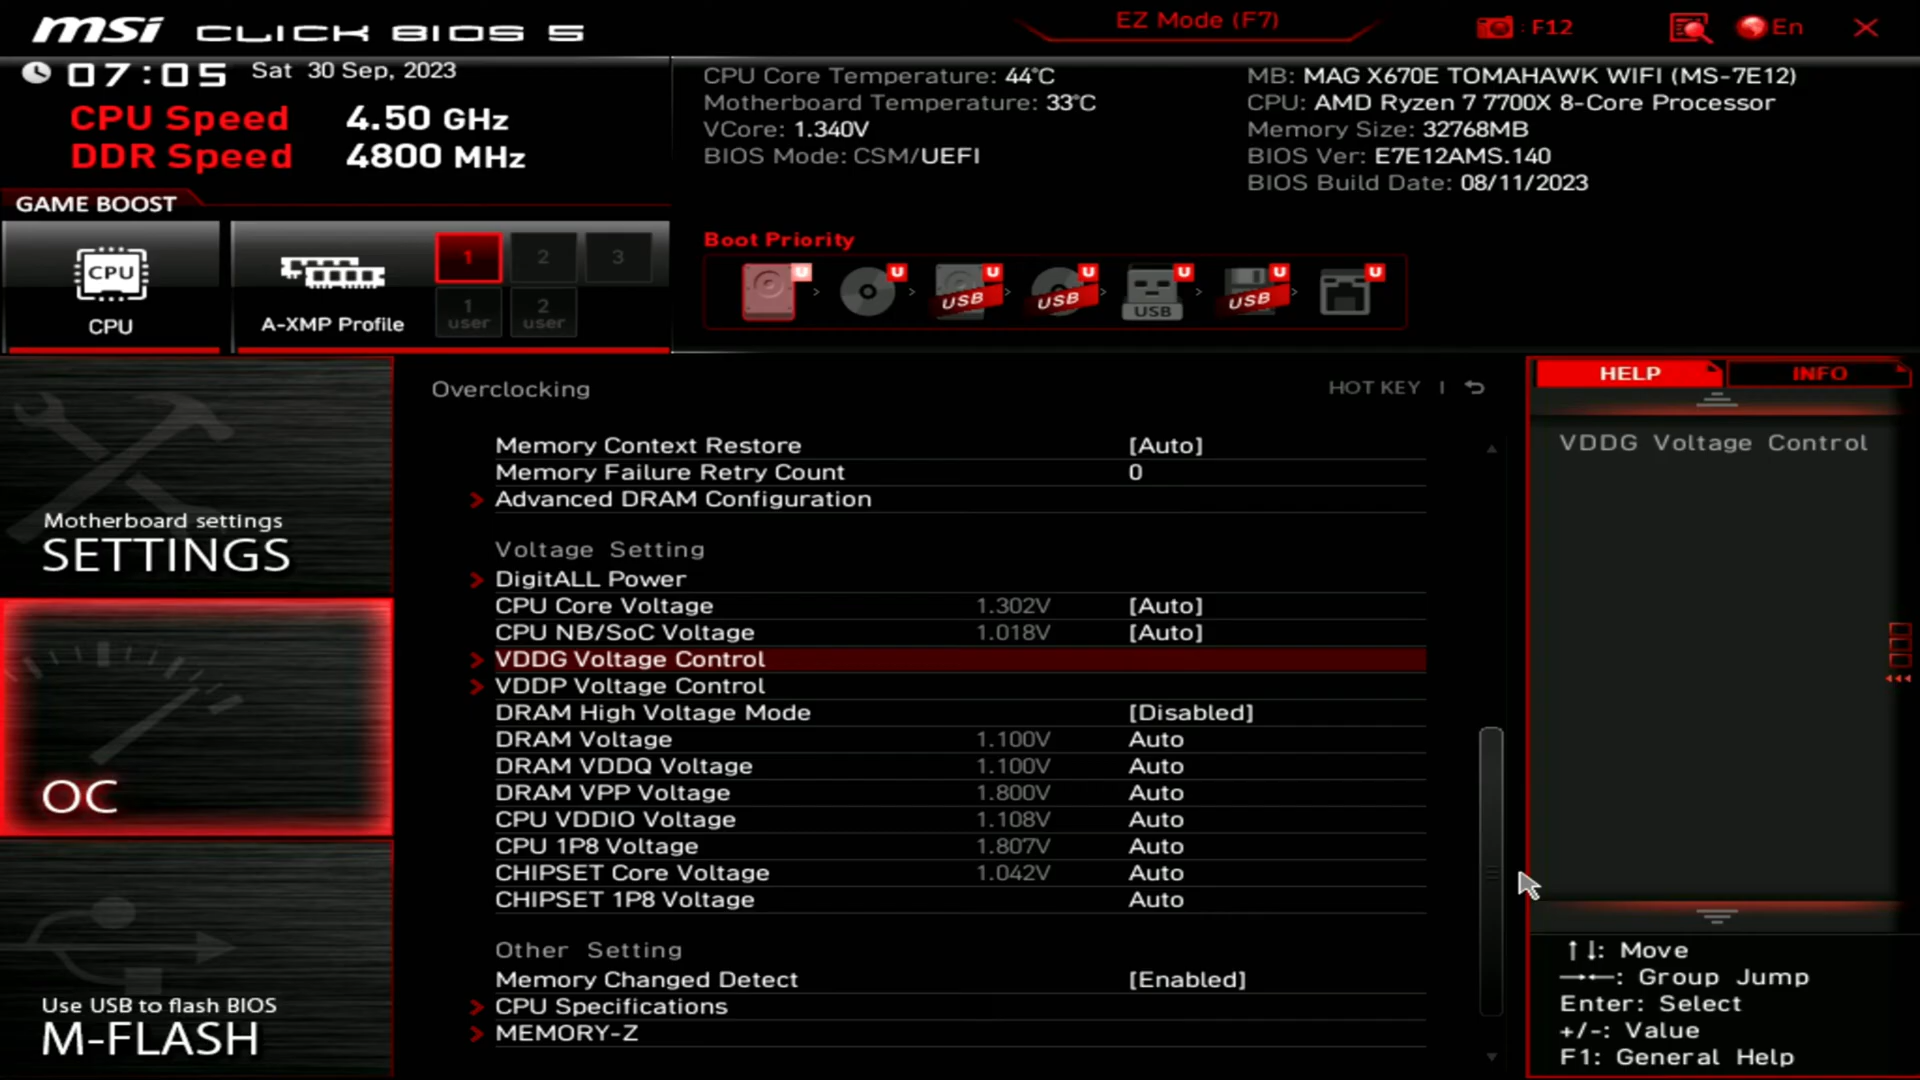 msi CLICK BIOS 5
EZ Mode (F7)
: F12
En
07:05 Sat 30 Sep, 2023
CPU Speed 4.50 GHz
DDR Speed 4800 MHz
CPU Core Temperature: 44°C
Motherboard Temperature: 33°C
VCore: 1.340V
BIOS Mode: CSM/UEFI
MB: MAG X670E TOMAHAWK WIFI (MS-7E12)
CPU: AMD Ryzen 7 7700X 8-Core Processor
Memory Size: 32768MB
BIOS Ver: E7E12AMS.140
BIOS Build Date: 08/11/2023
GAME BOOST
CPU
CPU
A-XMP Profile
1 2 3
1 user 2 user
Boot Priority
U U U U U U U
USB USB USB USB
Motherboard settings
SETTINGS
OC
Use USB to flash BIOS
M-FLASH
Overclocking
HOT KEY |
Memory Context Restore [Auto]
Memory Failure Retry Count 0
> Advanced DRAM Configuration
Voltage Setting
> DigitALL Power
CPU Core Voltage 1.302V [Auto]
CPU NB/SoC Voltage 1.018V [Auto]
> VDDG Voltage Control
> VDDP Voltage Control
DRAM High Voltage Mode [Disabled]
DRAM Voltage 1.100V Auto
DRAM VDDQ Voltage 1.100V Auto
DRAM VPP Voltage 1.800V Auto
CPU VDDIO Voltage 1.108V Auto
CPU 1P8 Voltage 1.807V Auto
CHIPSET Core Voltage 1.042V Auto
CHIPSET 1P8 Voltage Auto
Other Setting
Memory Changed Detect [Enabled]
> CPU Specifications
> MEMORY-Z
HELP
INFO
VDDG Voltage Control
↑↓: Move
→←: Group Jump
Enter: Select
+/-: Value
F1: General Help